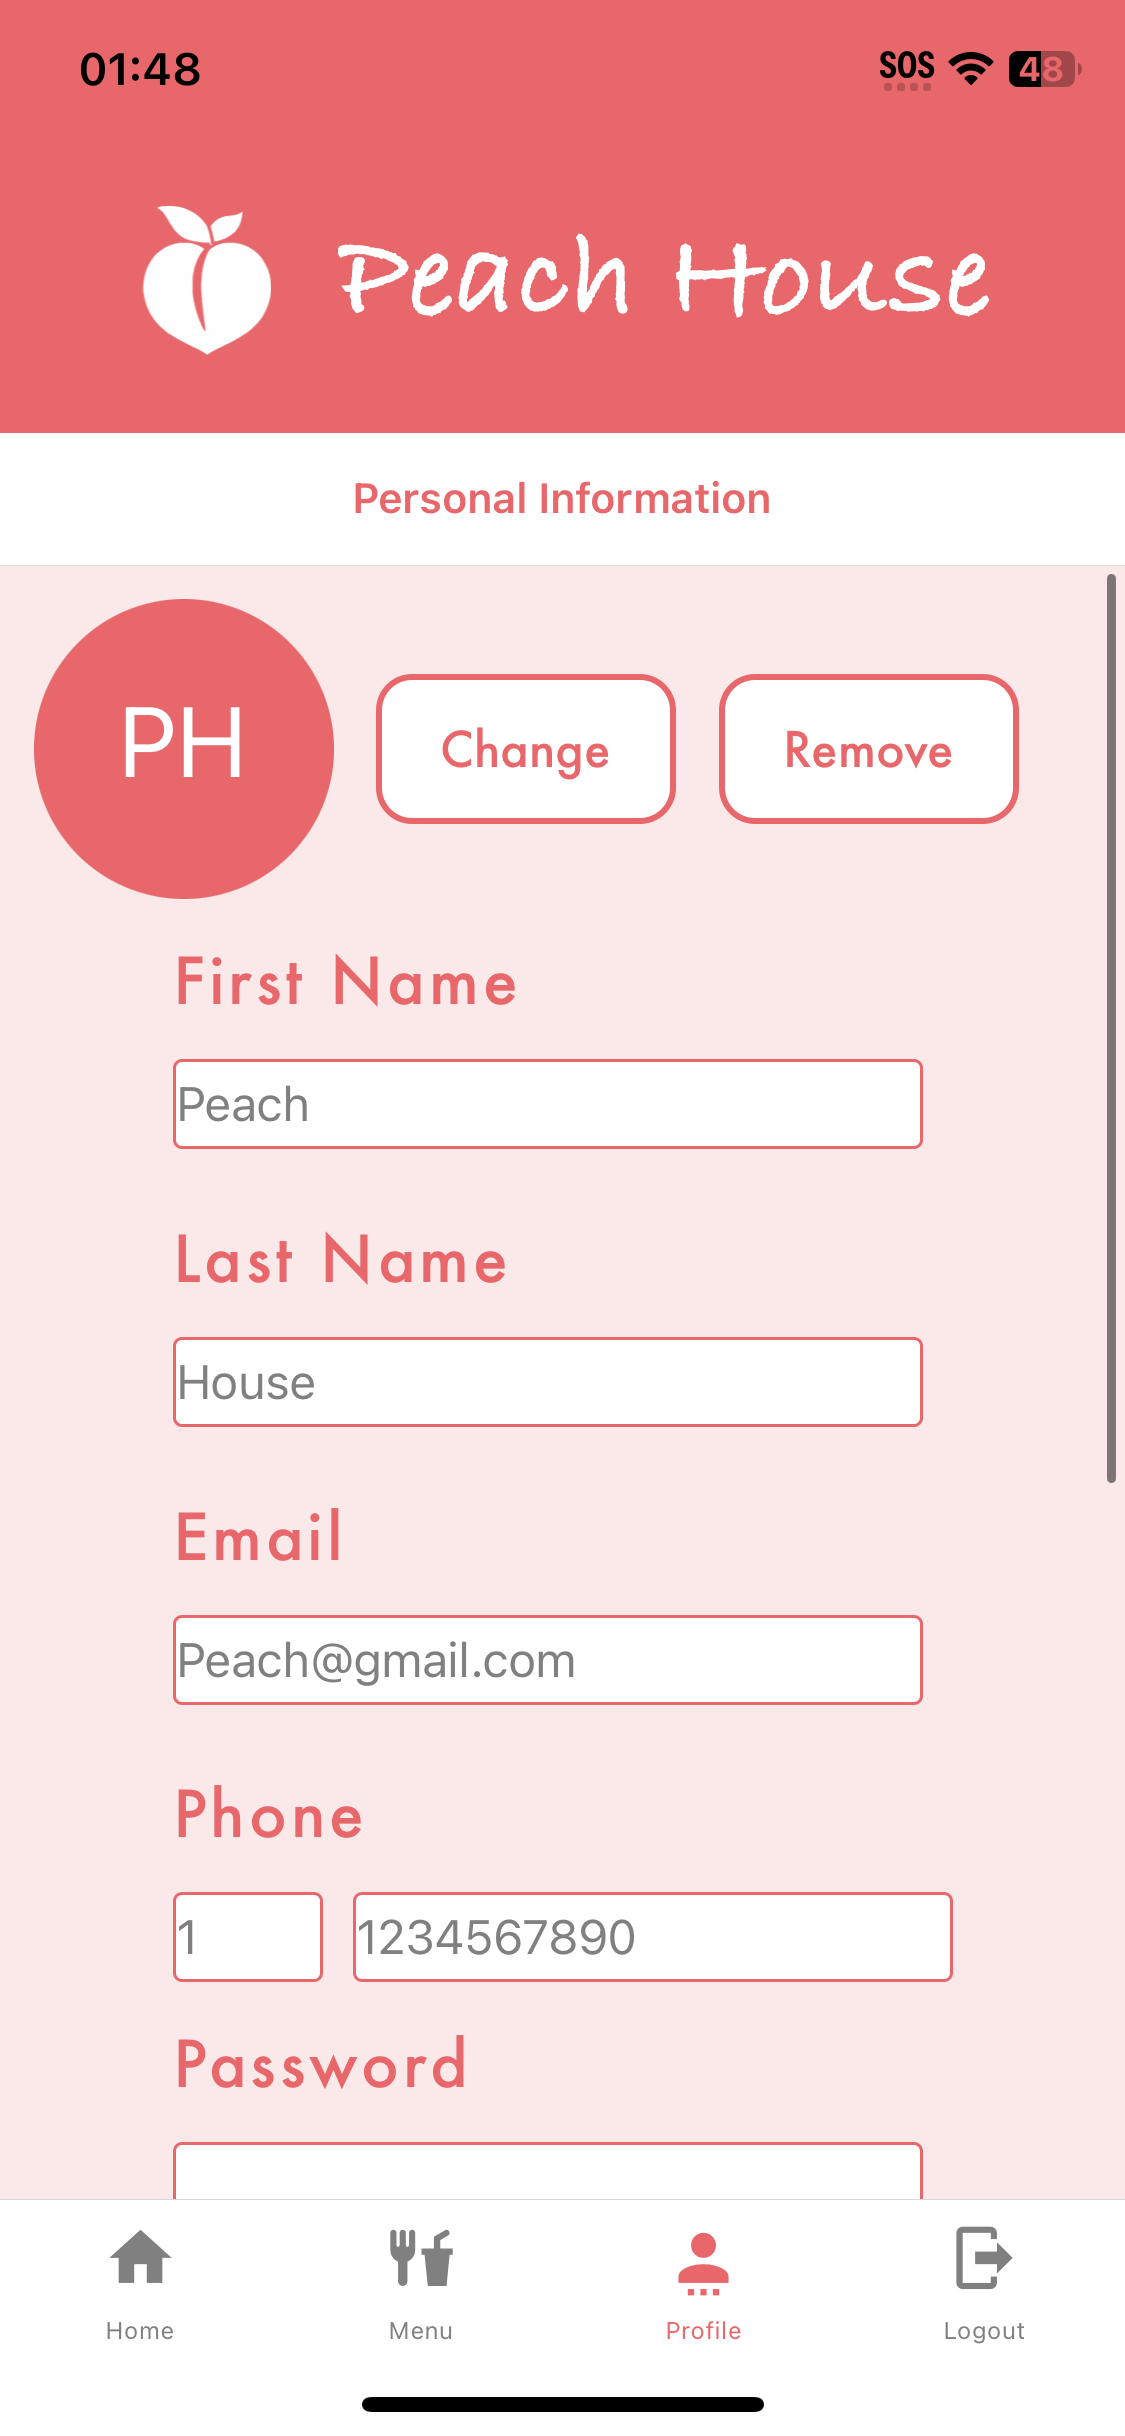 01:48 SOS 48
Peach House
Personal Information
PH
Change Remove
First Name
Peach
Last Name
House
Email
Peach@gmail.com
Phone
1 1234567890
Password
Home Menu Profile Logout